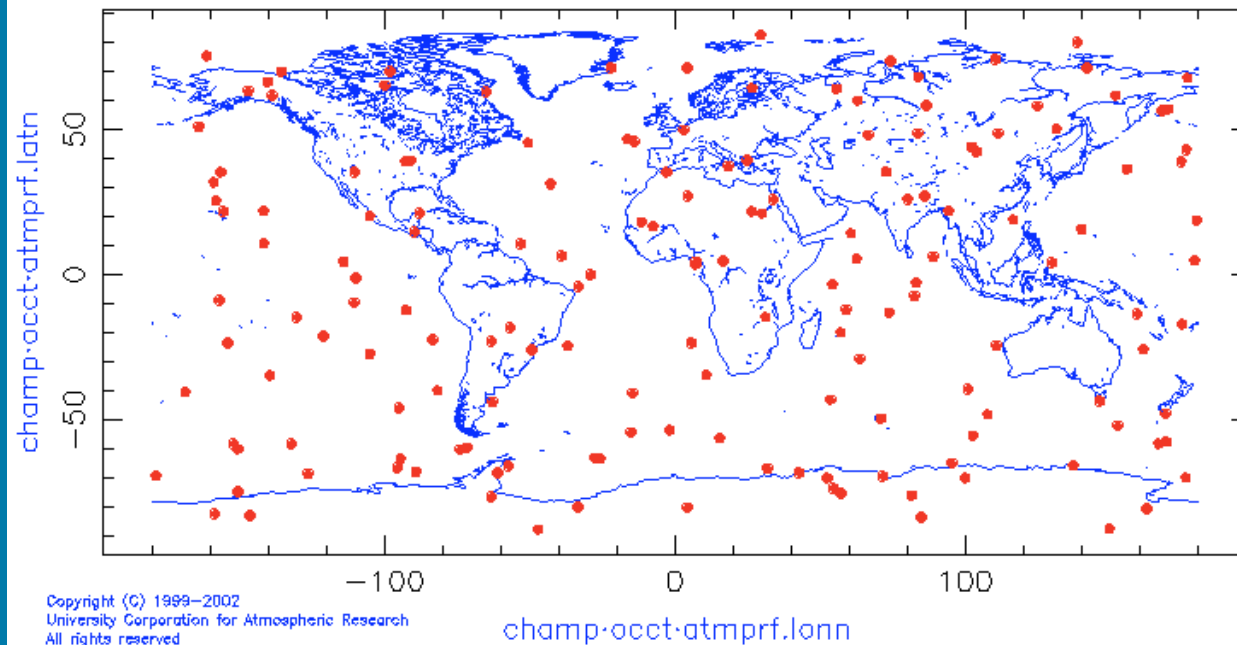 champ·occt·atmprf.latn
50
0
−50
−100
0
100
champ·occt·atmprf.lonn
Copyright (C) 1999−2002
University Corporation for Atmospheric Research
All rights reserved